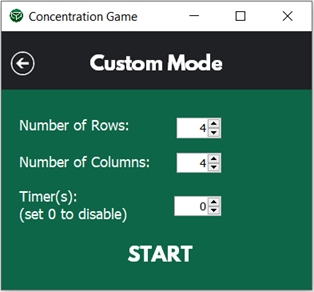 Concentration Game
Custom Mode
Number of Rows: 4
Number of Columns: 4
Timer(s): 0
(set 0 to disable)
START